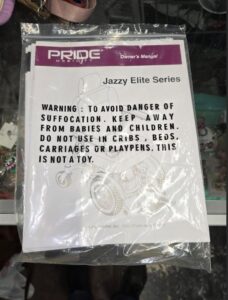 PRIDE
Owner's Manual
Jazzy Elite Series
WARNING : TO AVOID DANGER OF
SUFFOCATION. KEEP AWAY
FROM BABIES AND CHILDREN.
DO NOT USE IN CRIBS , BEDS,
CARRIAGES OR PLAYPENS. THIS
IS NOT A TOY.